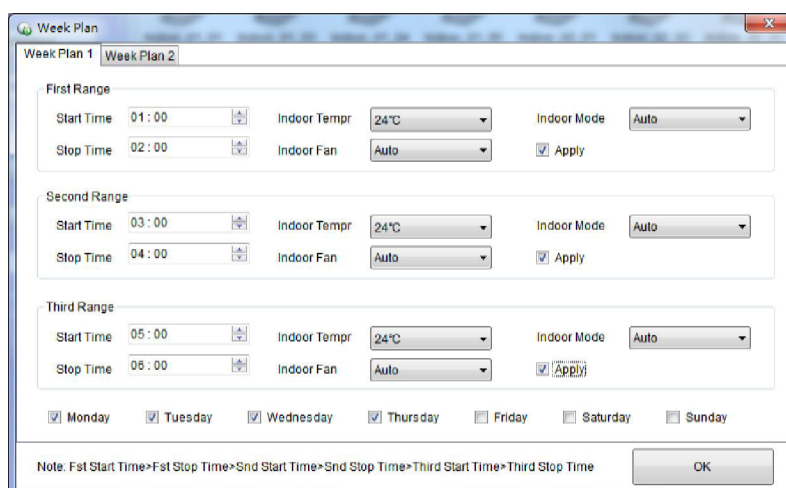 Week Plan
Week Plan 1 Week Plan 2
First Range
Start Time 01:00 Indoor Tempr 24℃ Indoor Mode Auto
Stop Time 02:00 Indoor Fan Auto Apply
Second Range
Start Time 03:00 Indoor Tempr 24℃ Indoor Mode Auto
Stop Time 04:00 Indoor Fan Auto Apply
Third Range
Start Time 05:00 Indoor Tempr 24℃ Indoor Mode Auto
Stop Time 06:00 Indoor Fan Auto Apply
Monday Tuesday Wednesday Thursday Friday Saturday Sunday
Note: Fst Start Time>Fst Stop Time>Snd Start Time>Snd Stop Time>Third Start Time>Third Stop Time OK